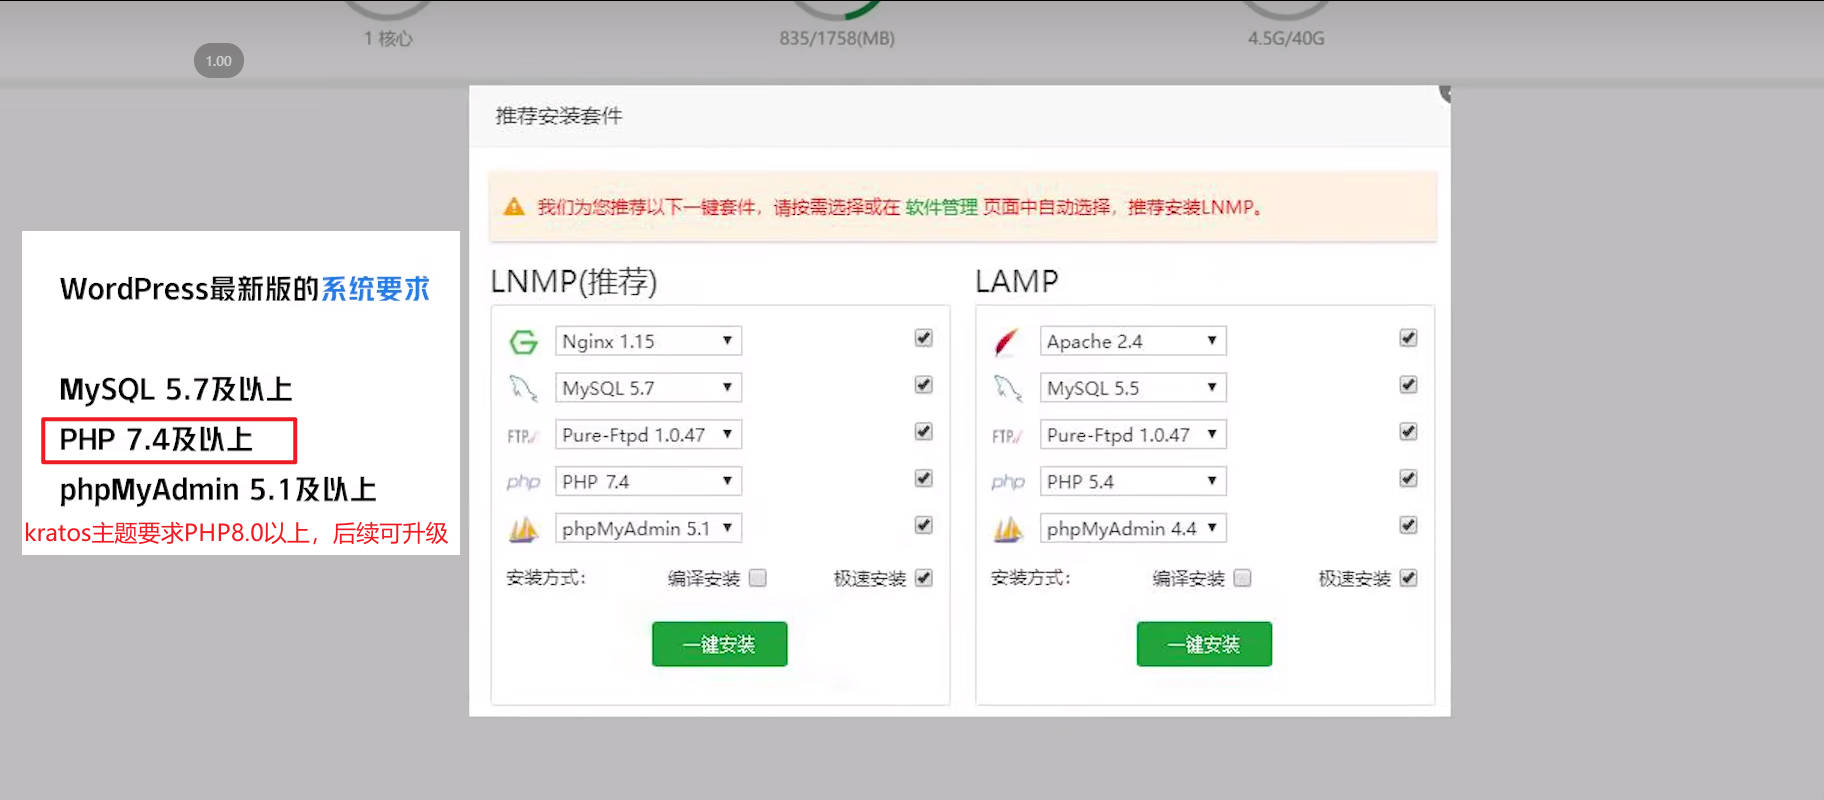 1 核心
835/1758(MB)
4.5G/40G
1.00
推荐安装套件
我们为您推荐以下一键套件，请按需选择或在 软件管理 页面中自动选择，推荐安装LNMP。
WordPress最新版的系统要求
MySQL 5.7及以上
PHP 7.4及以上
phpMyAdmin 5.1及以上
kratos主题要求PHP8.0以上，后续可升级
LNMP(推荐)
Nginx 1.15
MySQL 5.7
FTP
Pure-Ftpd 1.0.47
php
PHP 7.4
phpMyAdmin 5.1
安装方式：
编译安装
极速安装
一键安装
LAMP
Apache 2.4
MySQL 5.5
FTP
Pure-Ftpd 1.0.47
php
PHP 5.4
phpMyAdmin 4.4
安装方式：
编译安装
极速安装
一键安装